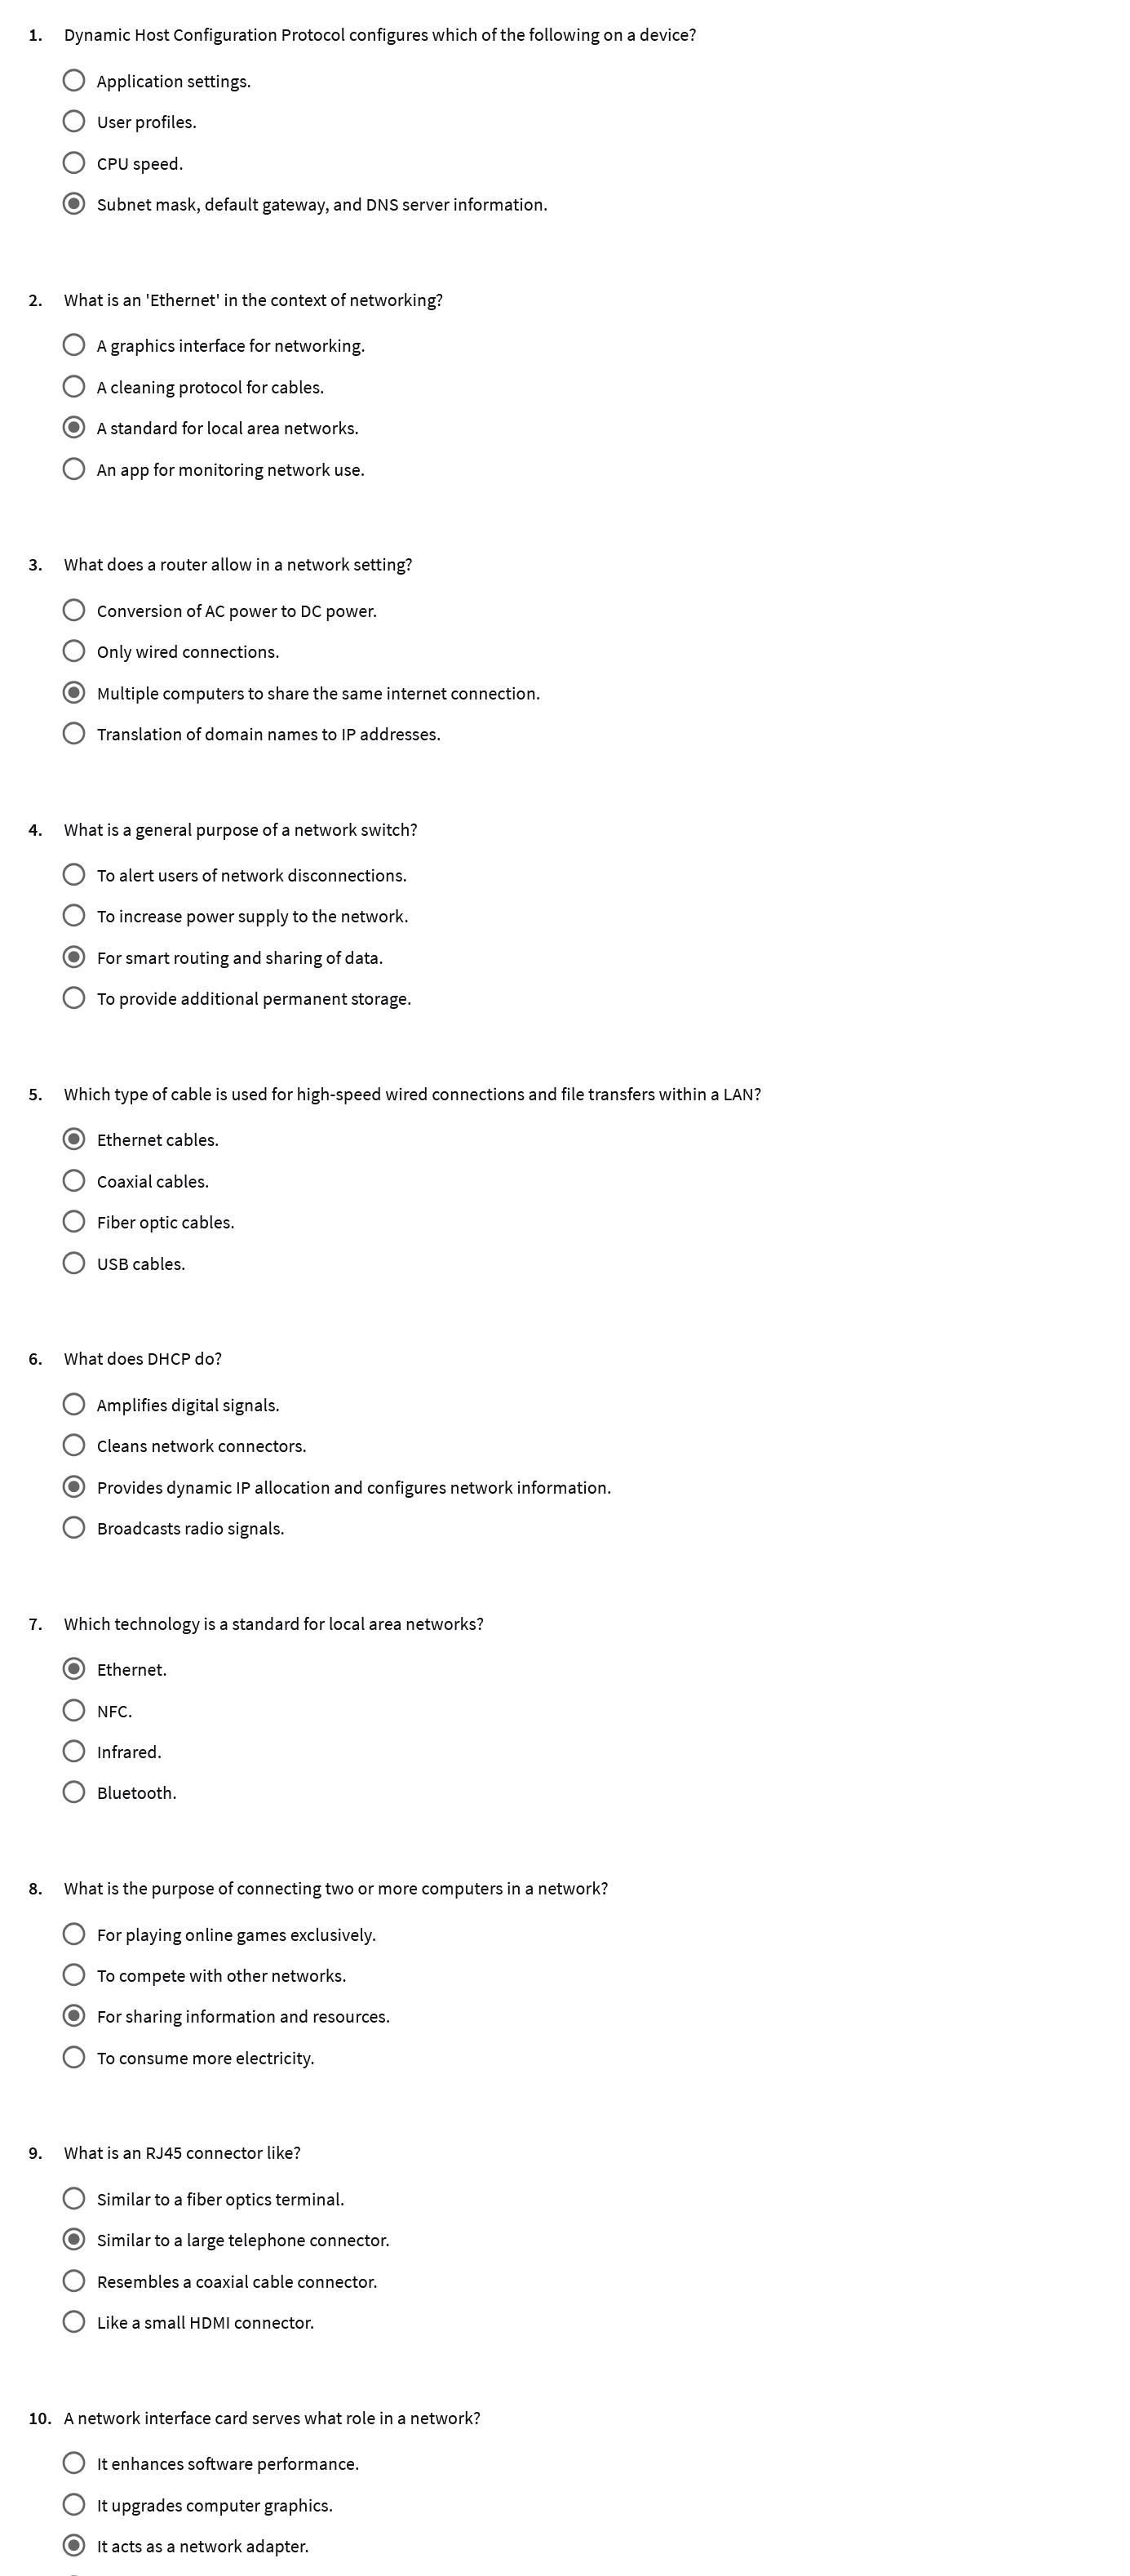 1. Dynamic Host Configuration Protocol configures which of the following on a device?
Application settings.
User profiles.
CPU speed.
Subnet mask, default gateway, and DNS server information.
2. What is an 'Ethernet' in the context of networking?
A graphics interface for networking.
A cleaning protocol for cables.
A standard for local area networks.
An app for monitoring network use.
3. What does a router allow in a network setting?
Conversion of AC power to DC power.
Only wired connections.
Multiple computers to share the same internet connection.
Translation of domain names to IP addresses.
4. What is a general purpose of a network switch?
To alert users of network disconnections.
To increase power supply to the network.
For smart routing and sharing of data.
To provide additional permanent storage.
5. Which type of cable is used for high-speed wired connections and file transfers within a LAN?
Ethernet cables.
Coaxial cables.
Fiber optic cables.
USB cables.
6. What does DHCP do?
Amplifies digital signals.
Cleans network connectors.
Provides dynamic IP allocation and configures network information.
Broadcasts radio signals.
7. Which technology is a standard for local area networks?
Ethernet.
NFC.
Infrared.
Bluetooth.
8. What is the purpose of connecting two or more computers in a network?
For playing online games exclusively.
To compete with other networks.
For sharing information and resources.
To consume more electricity.
9. What is an RJ45 connector like?
Similar to a fiber optics terminal.
Similar to a large telephone connector.
Resembles a coaxial cable connector.
Like a small HDMI connector.
10. A network interface card serves what role in a network?
It enhances software performance.
It upgrades computer graphics.
It acts as a network adapter.